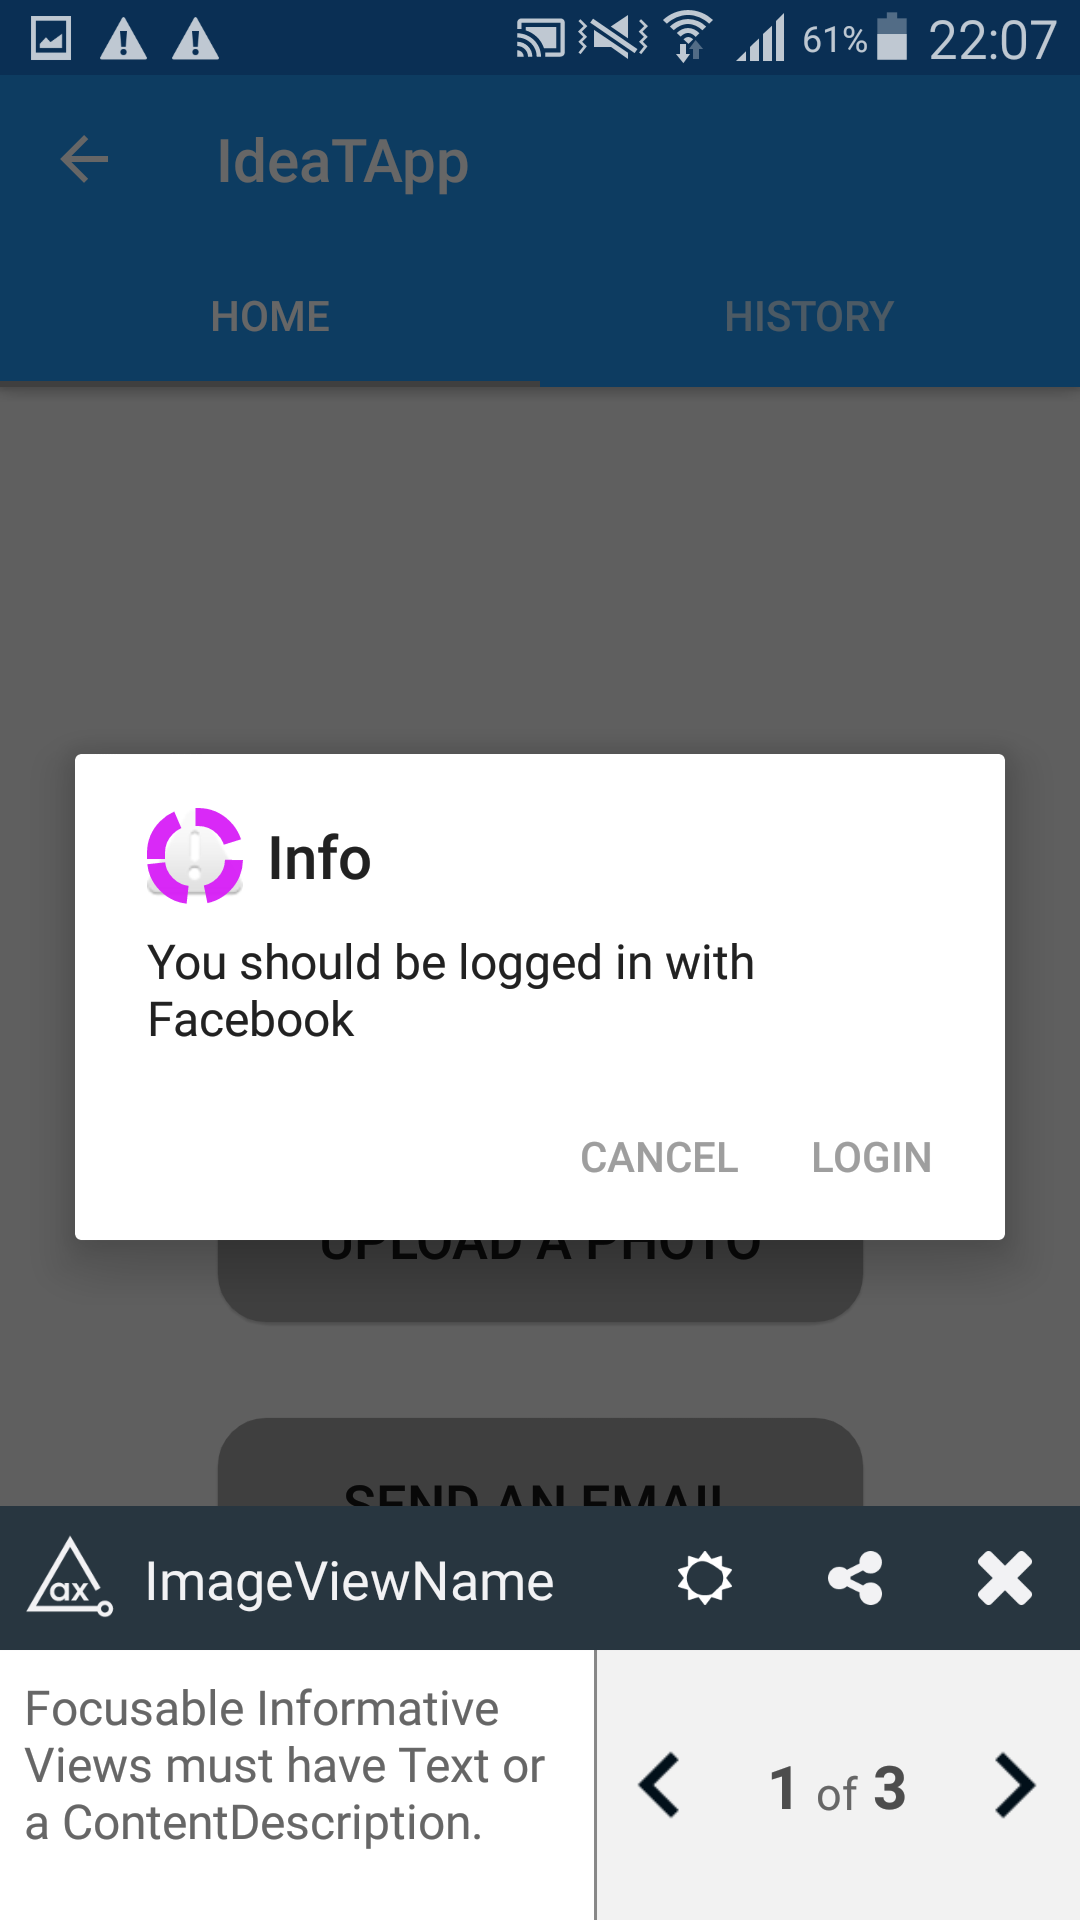 61% 22:07
IdeaTApp
HOME HISTORY
Info
You should be logged in with
Facebook
CANCEL LOGIN
UPLOAD A PHOTO
SEND AN EMAIL
ax ImageViewName
Focusable Informative
Views must have Text or
a ContentDescription.
1 of 3